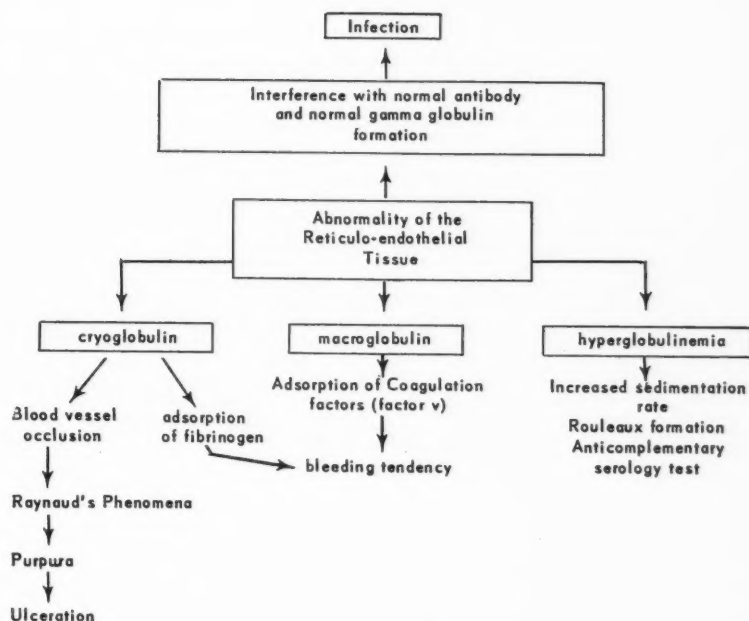 Infection
Interference with normal antibody
and normal gamma globulin
formation
Abnormality of the
Reticulo-endothelial
Tissue
cryoglobulin
macroglobulin
hyperglobulinemia
Blood vessel
occlusion
adsorption
of fibrinogen
Adsorption of Coagulation
factors (factor v)
bleeding tendency
Increased sedimentation
rate
Rouleaux formation
Anticomplementary
serology test
Raynaud's Phenomena
Purpura
Ulceration